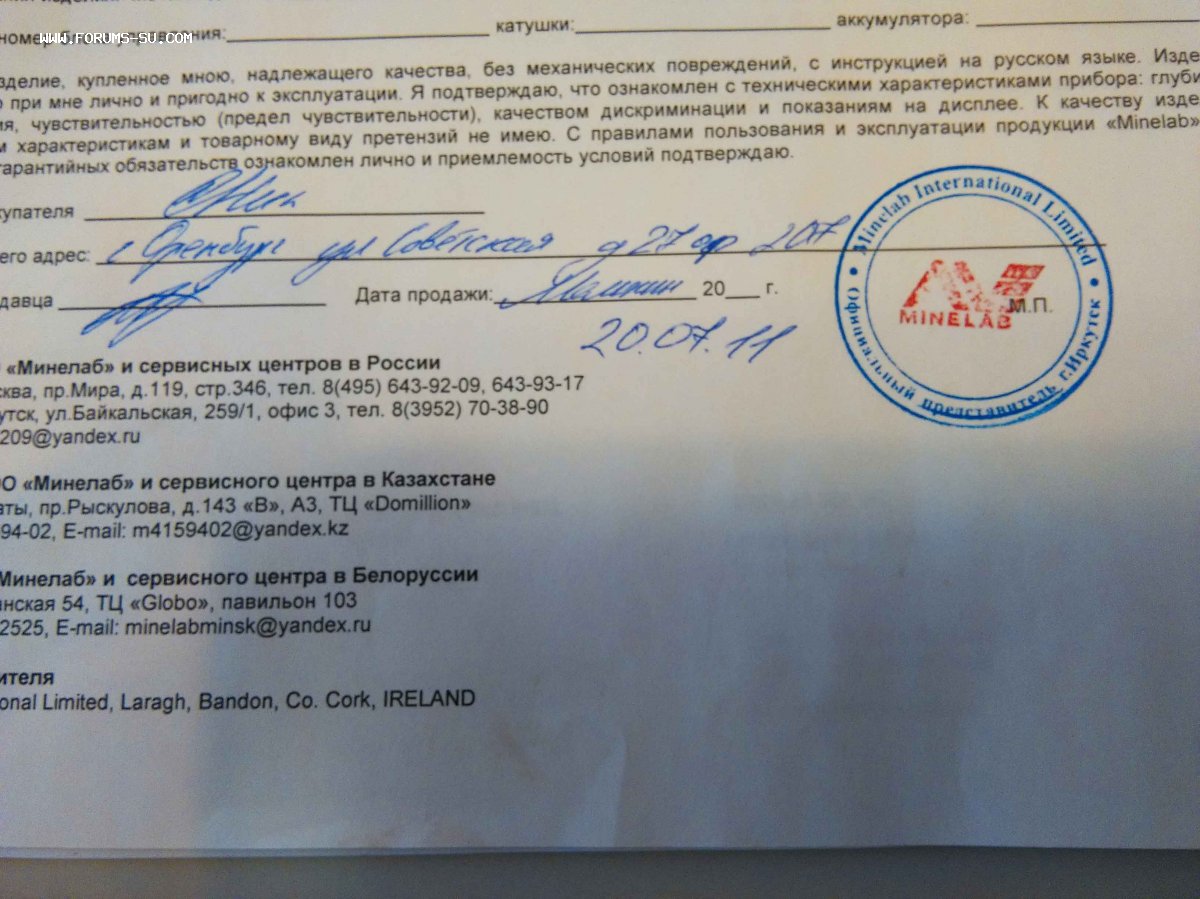 WWW.FORUMS-SU.COM
катушки: аккумулятора:
зделие, купленное мною, надлежащего качества, без механических повреждений, с инструкцией на русском языке. Изде
о при мне лично и пригодно к эксплуатации. Я подтверждаю, что ознакомлен с техническими характеристиками прибора: глуби
ия, чувствительностью (предел чувствительности), качеством дискриминации и показаниям на дисплее. К качеству изде
м характеристикам и товарному виду претензий не имею. С правилами пользования и эксплуатации продукции «Minelab»
гарантийных обязательств ознакомлен лично и приемлемость условий подтверждаю.
купателя
его адрес: г Оренбург ул Советская д 27 207
давца Дата продажи: 20 г.
20.07.11
Minelab International Limited
MINELAB
М.П.
Официальный представитель г.Иркутск
«Минелаб» и сервисных центров в России
сква, пр.Мира, д.119, стр.346, тел. 8(495) 643-92-09, 643-93-17
утск, ул.Байкальская, 259/1, офис 3, тел. 8(3952) 70-38-90
209@yandex.ru
ОО «Минелаб» и сервисного центра в Казахстане
аты, пр.Рыскулова, д.143 «В», А3, ТЦ «Domillion»
94-02, E-mail: m4159402@yandex.kz
Минелаб» и сервисного центра в Белоруссии
нская 54, ТЦ «Globo», павильон 103
2525, E-mail: minelabminsk@yandex.ru
ителя
onal Limited, Laragh, Bandon, Co. Cork, IRELAND